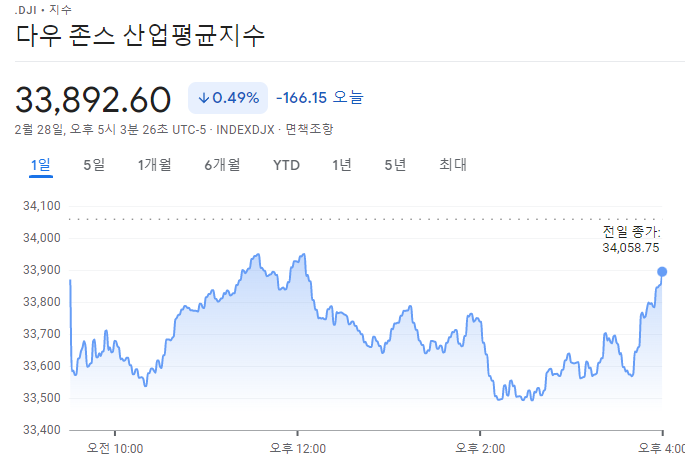 .DJI • 지수
다우 존스 산업평균지수
33,892.60 ↓0.49% -166.15 오늘
2월 28일, 오후 5시 3분 26초 UTC-5 · INDEXDJX · 면책조항
1일 5일 1개월 6개월 YTD 1년 5년 최대
34,100
전일 종가:
34,000
34,058.75
33,900
33,800
33,700
33,600
33,500
33,400
오전 10:00 오후 12:00 오후 2:00 오후 4:00